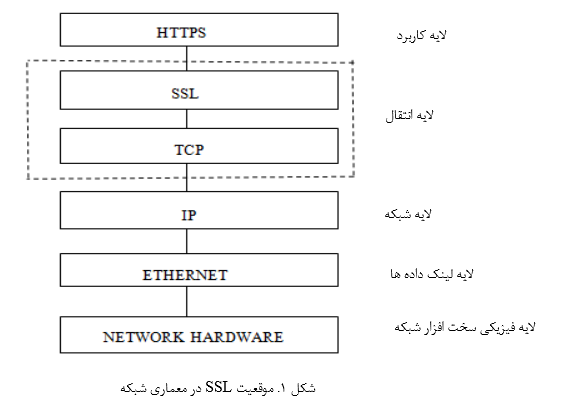 HTTPS
لایه کاربرد
SSL
لایه انتقال
TCP
IP
لایه شبکه
ETHERNET
لایه لینک داده ها
NETWORK HARDWARE
لایه فیزیکی سخت افزار شبکه
شکل ۱. موقعیت SSL در معماری شبکه